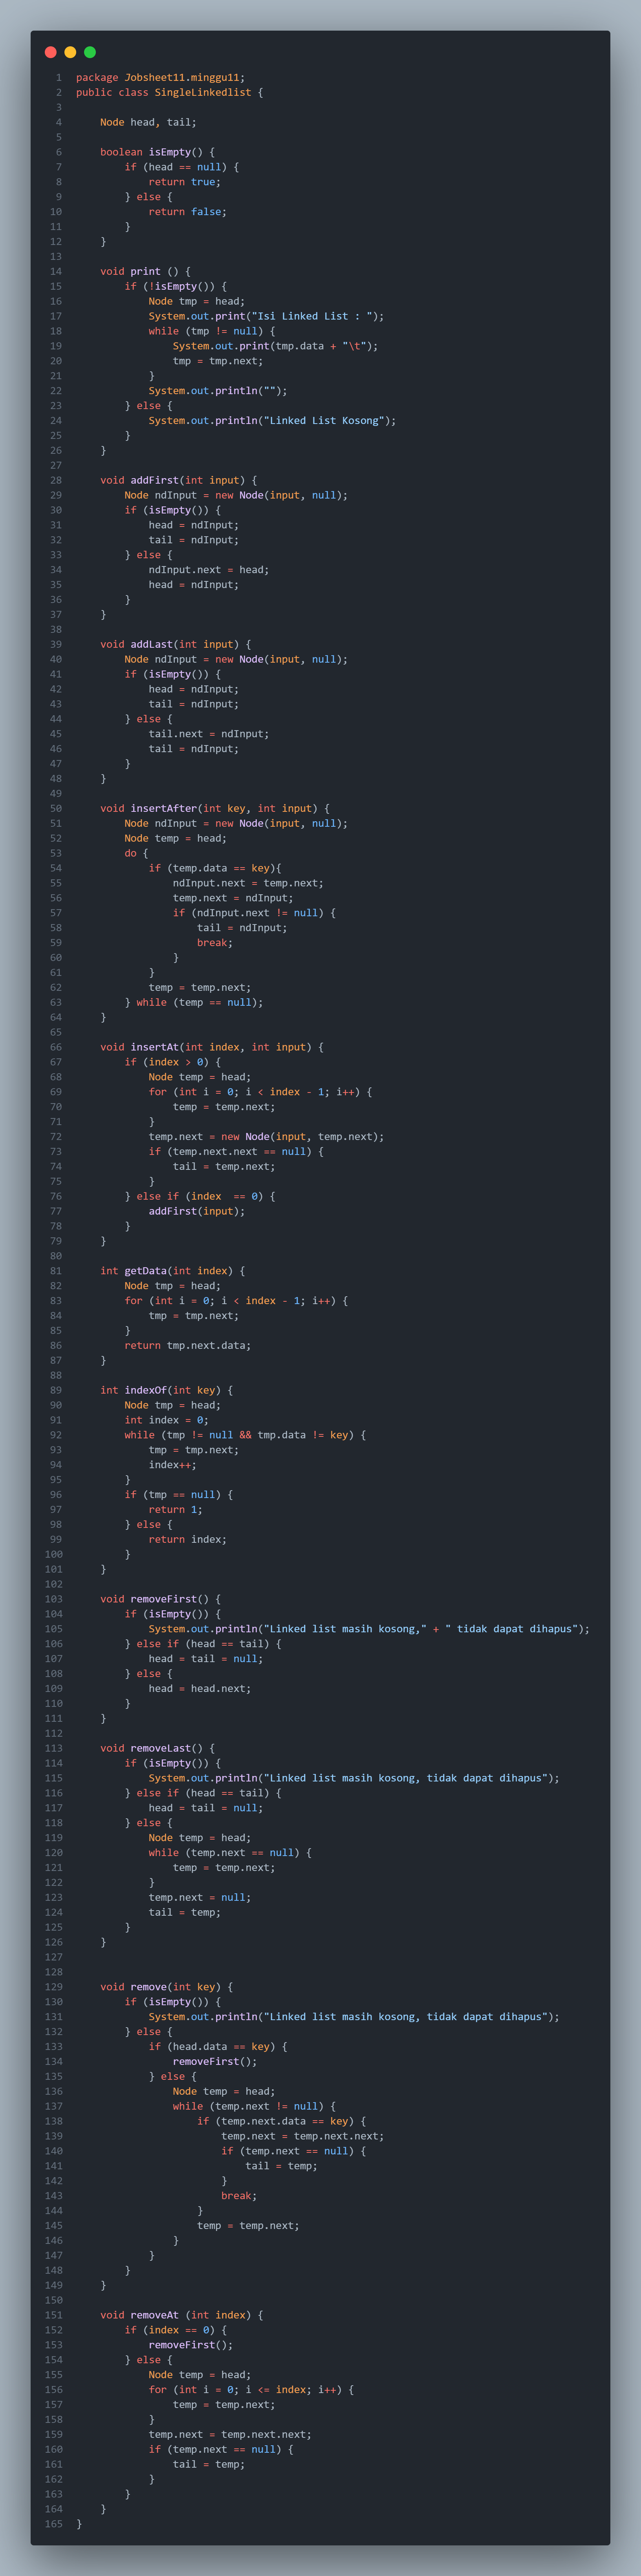 1 package Jobsheet11.minggu11;
2 public class SingleLinkedlist {
3
4     Node head, tail;
5
6     boolean isEmpty() {
7         if (head == null) {
8             return true;
9         } else {
10             return false;
11         }
12     }
13
14     void print () {
15         if (!isEmpty()) {
16             Node tmp = head;
17             System.out.print("Isi Linked List : ");
18             while (tmp != null) {
19                 System.out.print(tmp.data + "\t");
20                 tmp = tmp.next;
21             }
22             System.out.println("");
23         } else {
24             System.out.println("Linked List Kosong");
25         }
26     }
27
28     void addFirst(int input) {
29         Node ndInput = new Node(input, null);
30         if (isEmpty()) {
31             head = ndInput;
32             tail = ndInput;
33         } else {
34             ndInput.next = head;
35             head = ndInput;
36         }
37     }
38
39     void addLast(int input) {
40         Node ndInput = new Node(input, null);
41         if (isEmpty()) {
42             head = ndInput;
43             tail = ndInput;
44         } else {
45             tail.next = ndInput;
46             tail = ndInput;
47         }
48     }
49
50     void insertAfter(int key, int input) {
51         Node ndInput = new Node(input, null);
52         Node temp = head;
53         do {
54             if (temp.data == key){
55                 ndInput.next = temp.next;
56                 temp.next = ndInput;
57                 if (ndInput.next != null) {
58                     tail = ndInput;
59                     break;
60                 }
61             }
62             temp = temp.next;
63         } while (temp == null);
64     }
65
66     void insertAt(int index, int input) {
67         if (index > 0) {
68             Node temp = head;
69             for (int i = 0; i < index - 1; i++) {
70                 temp = temp.next;
71             }
72             temp.next = new Node(input, temp.next);
73             if (temp.next.next == null) {
74                 tail = temp.next;
75             }
76         } else if (index  == 0) {
77             addFirst(input);
78         }
79     }
80
81     int getData(int index) {
82         Node tmp = head;
83         for (int i = 0; i < index - 1; i++) {
84             tmp = tmp.next;
85         }
86         return tmp.next.data;
87     }
88
89     int indexOf(int key) {
90         Node tmp = head;
91         int index = 0;
92         while (tmp != null && tmp.data != key) {
93             tmp = tmp.next;
94             index++;
95         }
96         if (tmp == null) {
97             return 1;
98         } else {
99             return index;
100         }
101     }
102
103     void removeFirst() {
104         if (isEmpty()) {
105             System.out.println("Linked list masih kosong," + " tidak dapat dihapus");
106         } else if (head == tail) {
107             head = tail = null;
108         } else {
109             head = head.next;
110         }
111     }
112
113     void removeLast() {
114         if (isEmpty()) {
115             System.out.println("Linked list masih kosong, tidak dapat dihapus");
116         } else if (head == tail) {
117             head = tail = null;
118         } else {
119             Node temp = head;
120             while (temp.next == null) {
121                 temp = temp.next;
122             }
123             temp.next = null;
124             tail = temp;
125         }
126     }
127
128
129     void remove(int key) {
130         if (isEmpty()) {
131             System.out.println("Linked list masih kosong, tidak dapat dihapus");
132         } else {
133             if (head.data == key) {
134                 removeFirst();
135             } else {
136                 Node temp = head;
137                 while (temp.next != null) {
138                     if (temp.next.data == key) {
139                         temp.next = temp.next.next;
140                         if (temp.next == null) {
141                             tail = temp;
142                         }
143                         break;
144                     }
145                     temp = temp.next;
146                 }
147             }
148         }
149     }
150
151     void removeAt (int index) {
152         if (index == 0) {
153             removeFirst();
154         } else {
155             Node temp = head;
156             for (int i = 0; i <= index; i++) {
157                 temp = temp.next;
158             }
159             temp.next = temp.next.next;
160             if (temp.next == null) {
161                 tail = temp;
162             }
163         }
164     }
165 }